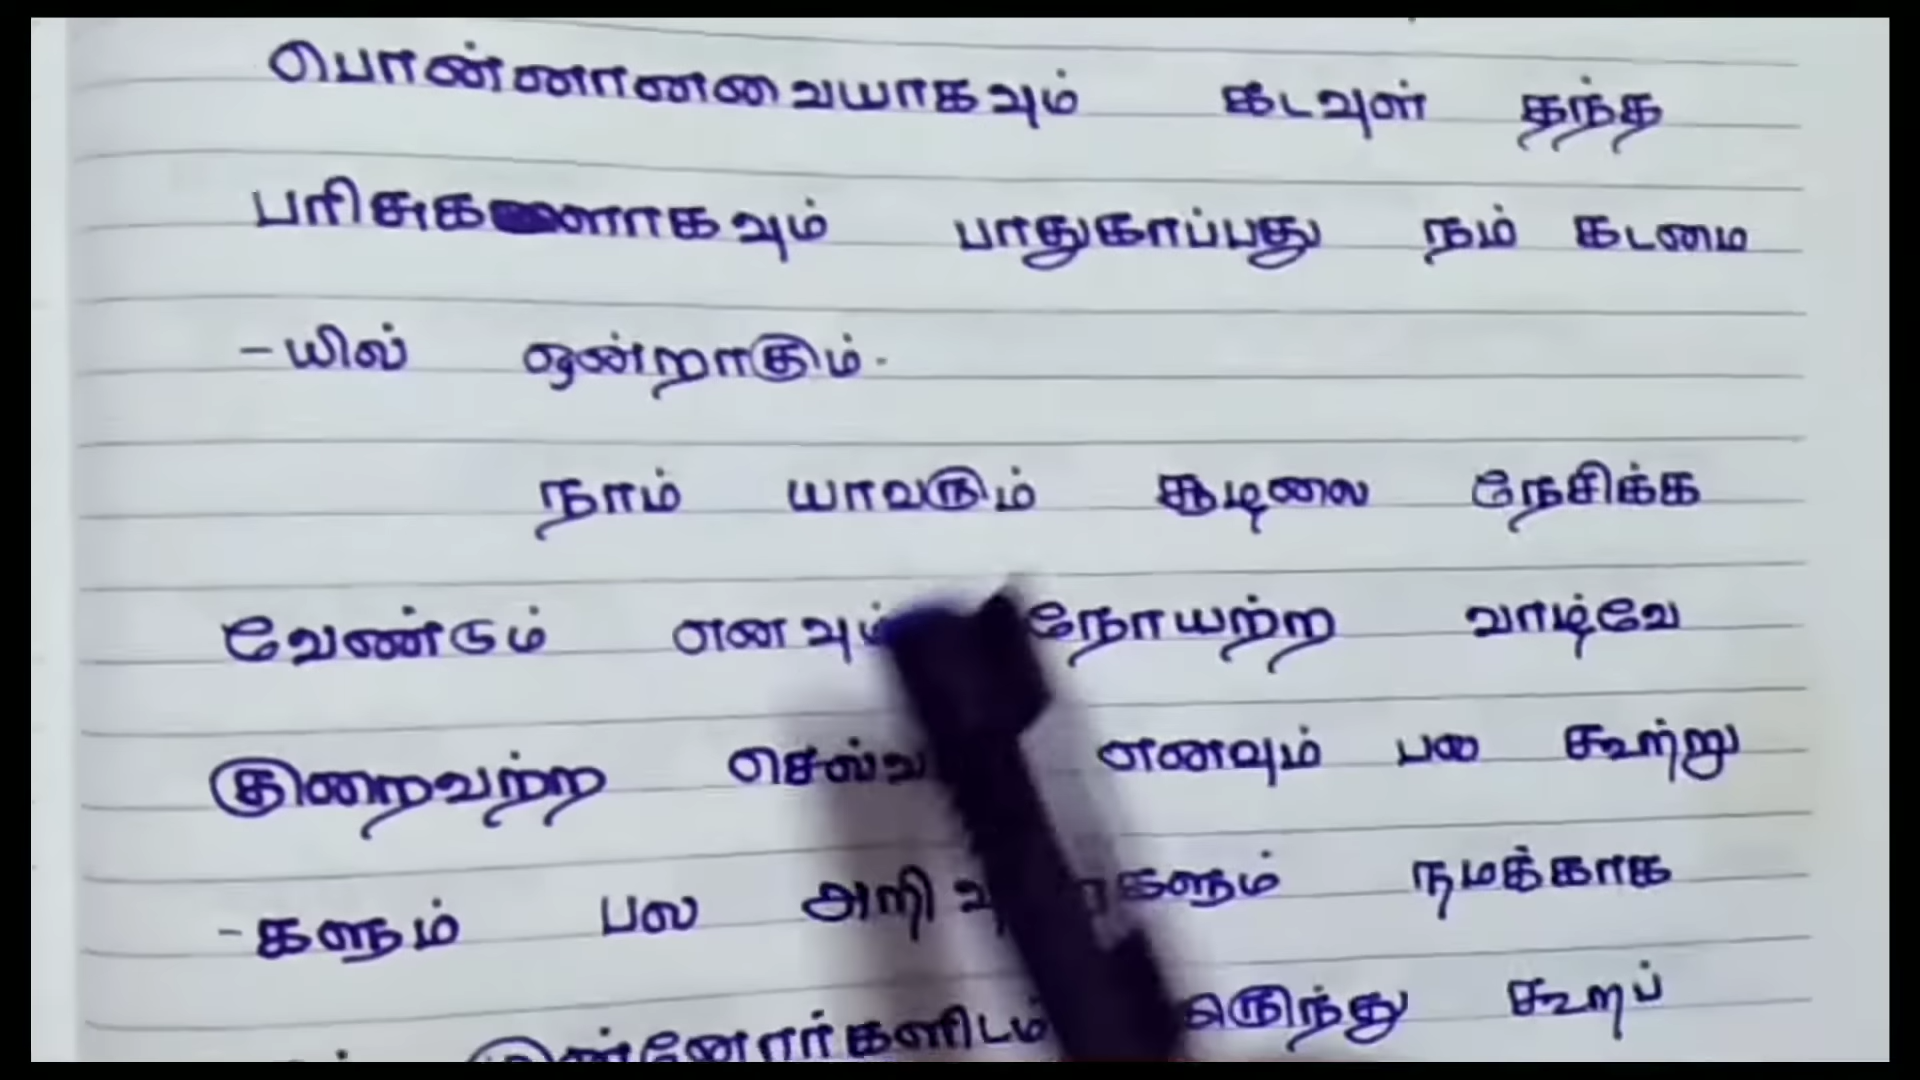 பொன்னானவையாகவும் கடவுள் தந்த
பரிசுகளாகவும் பாதுகாப்பது நம் கடமை
-யில் ஒன்றாகும்.
நாம் யாவரும் சூழலை நேசிக்க
வேண்டும் எனவும் நோயற்ற வாழ்வே
குறைவற்ற எனவும் பல கூற்று
-களும் பல நமக்காக
கூறப்